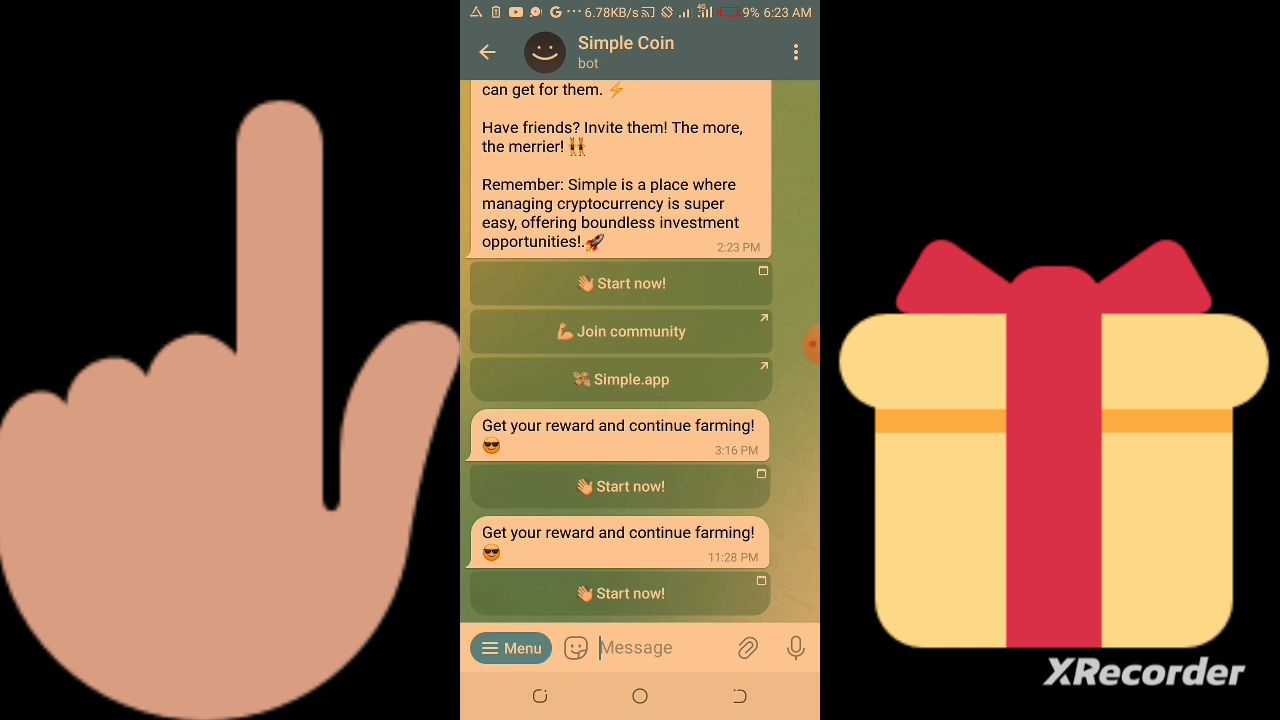 6.78KB/s 4G 9% 6:23 AM
Simple Coin
bot
can get for them. ⚡
Have friends? Invite them! The more,
the merrier! 👯
Remember: Simple is a place where
managing cryptocurrency is super
easy, offering boundless investment
opportunities!.🚀
2:23 PM
👋 Start now!
💪 Join community
💸 Simple.app
Get your reward and continue farming!
😎
3:16 PM
👋 Start now!
Get your reward and continue farming!
😎
11:28 PM
👋 Start now!
Menu
Message
XRecorder